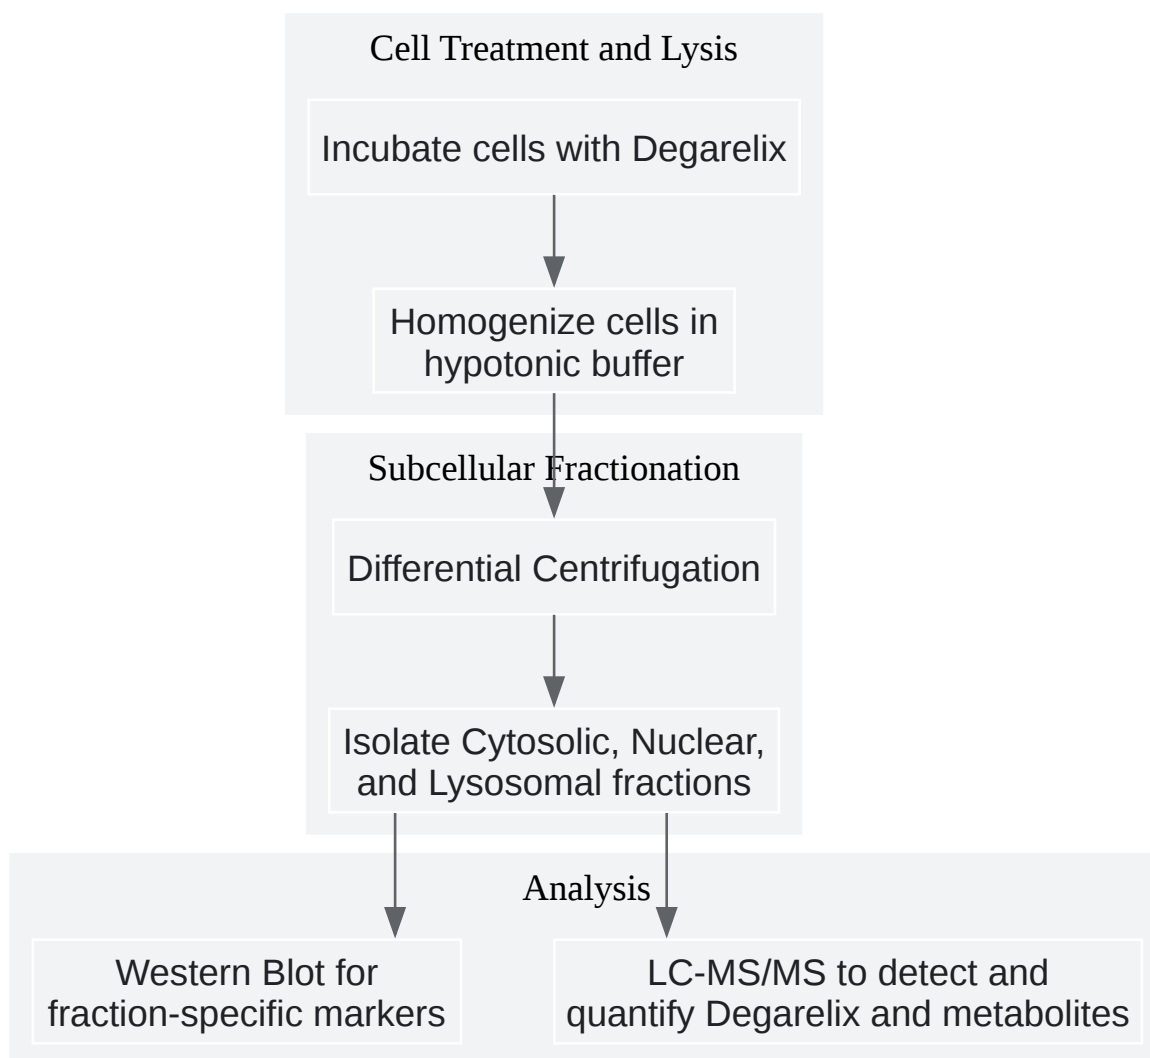 Cell Treatment and Lysis
Incubate cells with Degarelix
Homogenize cells in
hypotonic buffer
Subcellular Fractionation
Differential Centrifugation
Isolate Cytosolic, Nuclear,
and Lysosomal fractions
Analysis
Western Blot for
fraction-specific markers
LC-MS/MS to detect and
quantify Degarelix and metabolites